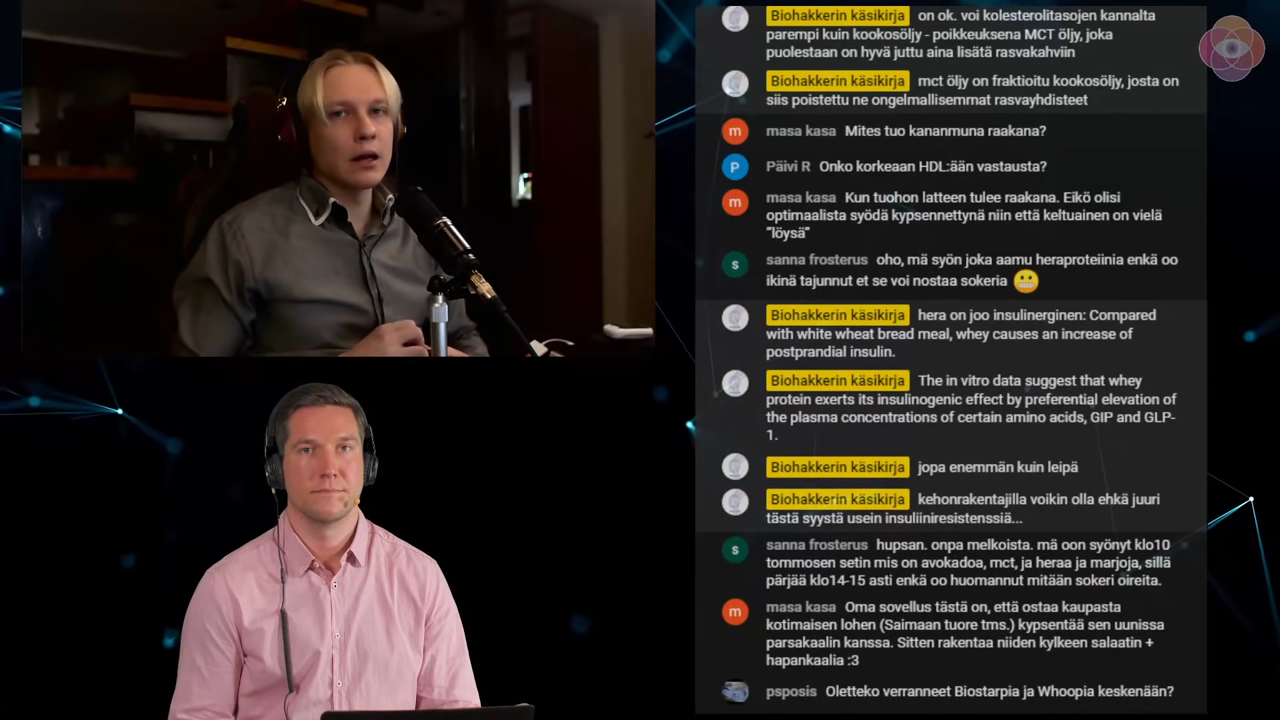 Biohakkerin käsikirja on ok. voi kolesterolitasojen kannalta
parempi kuin kookosöljy - poikkeuksena MCT öljy, joka
puolestaan on hyvä juttu aina lisätä rasvakahviin
Biohakkerin käsikirja mct öljy on fraktioitu kookosöljy, josta on
siis poistettu ne ongelmallisemmat rasvayhdisteet
m masa kasa Mites tuo kananmuna raakana?
P Päivi R Onko korkeaan HDL:ään vastausta?
m masa kasa Kun tuohon latteen tulee raakana. Eikö olisi
optimaalista syödä kypsennettynä niin että keltuainen on vielä
"löysä"
s sanna frosterus oho, mä syön joka aamu heraproteiinia enkä oo
ikinä tajunnut et se voi nostaa sokeria 😬
Biohakkerin käsikirja hera on joo insulinerginen: Compared
with white wheat bread meal, whey causes an increase of
postprandial insulin.
Biohakkerin käsikirja The in vitro data suggest that whey
protein exerts its insulinogenic effect by preferential elevation of
the plasma concentrations of certain amino acids, GIP and GLP-
1.
Biohakkerin käsikirja jopa enemmän kuin leipä
Biohakkerin käsikirja kehonrakentajilla voikin olla ehkä juuri
tästä syystä usein insuliiniresistenssiä...
s sanna frosterus hupsan. onpa melkoista. mä oon syönyt klo10
tommosen setin mis on avokadoa, mct, ja heraa ja marjoja, sillä
pärjää klo14-15 asti enkä oo huomannut mitään sokeri oireita.
m masa kasa Oma sovellus tästä on, että ostaa kaupasta
kotimaisen lohen (Saimaan tuore tms.) kypsentää sen uunissa
parsakaalin kanssa. Sitten rakentaa niiden kylkeen salaatin +
hapankaalia :3
psposis Oletteko verranneet Biostarpia ja Whoopia keskenään?